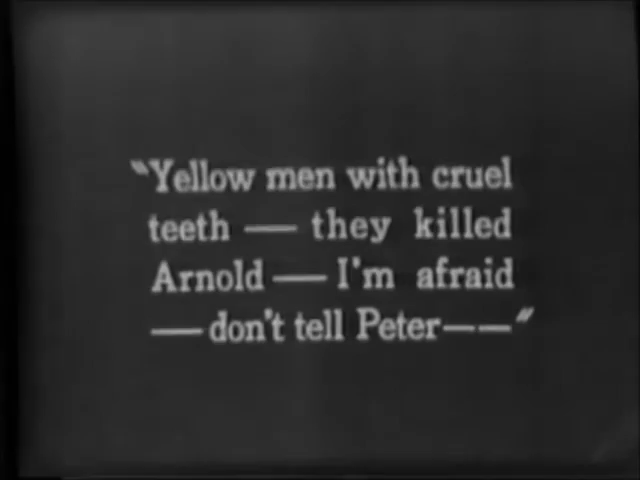 "Yellow men with cruel
teeth — they killed
Arnold — I'm afraid
— don't tell Peter — —"